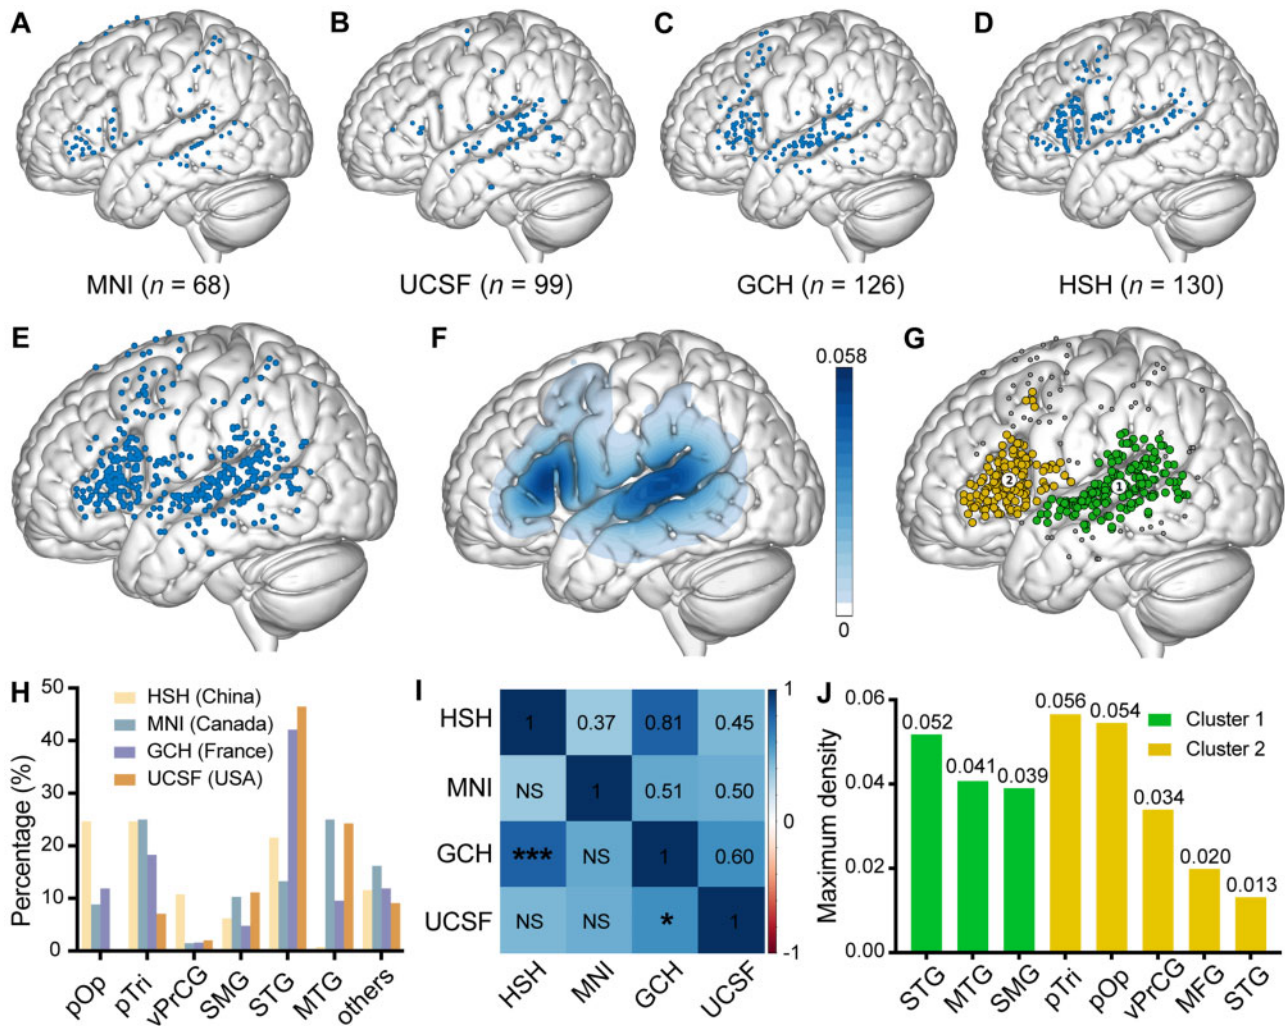 A
B
C
D
MNI (n = 68)
UCSF (n = 99)
GCH (n = 126)
HSH (n = 130)
E
F
0.058
0
G
2
1
H
50
40
30
20
10
0
Percentage (%)
HSH (China)
MNI (Canada)
GCH (France)
UCSF (USA)
pOp
pTri
vPrCG
SMG
STG
MTG
others
I
HSH
1
0.37
0.81
0.45
MNI
NS
1
0.51
0.50
GCH
***
NS
1
0.60
UCSF
NS
NS
*
1
HSH
MNI
GCH
UCSF
1
0
-1
J
0.06
0.04
0.02
0.00
Maximum density
0.052
0.041
0.039
0.056
0.054
0.034
0.020
0.013
Cluster 1
Cluster 2
STG
MTG
SMG
pTri
pOp
vPrCG
MFG
STG